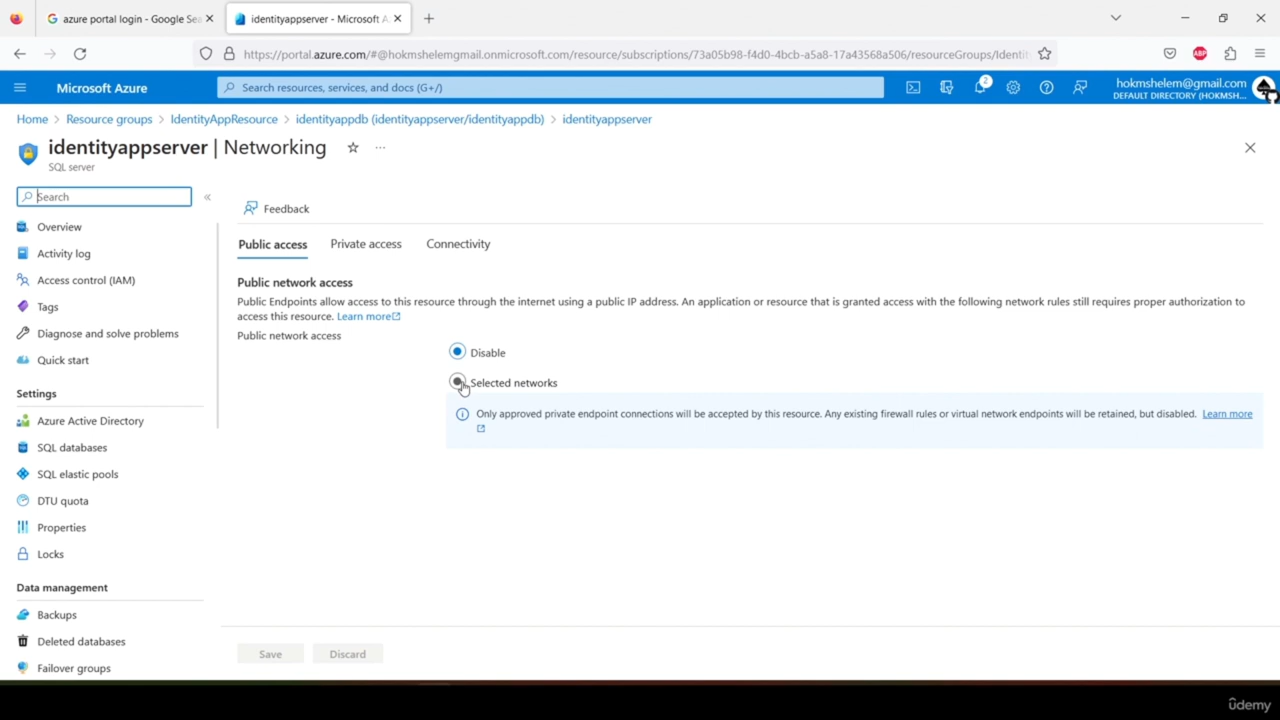 azure portal login - Google Sea
identityappserver - Microsoft A
https://portal.azure.com/#@hokmshelemgmail.onmicrosoft.com/resource/subscriptions/73a05b98-f4d0-4bcb-a5a8-17a43568a506/resourceGroups/Identi
ABP
Microsoft Azure
Search resources, services, and docs (G+/)
2
hokmshelem@gmail.com
DEFAULT DIRECTORY (HOKMSH...
Home > Resource groups > IdentityAppResource > identityappdb (identityappserver/identityappdb) > identityappserver
identityappserver | Networking
SQL server
Search
Overview
Activity log
Access control (IAM)
Tags
Diagnose and solve problems
Quick start
Settings
Azure Active Directory
SQL databases
SQL elastic pools
DTU quota
Properties
Locks
Data management
Backups
Deleted databases
Failover groups
Feedback
Public access
Private access
Connectivity
Public network access
Public Endpoints allow access to this resource through the internet using a public IP address. An application or resource that is granted access with the following network rules still requires proper authorization to
access this resource. Learn more
Public network access
Disable
Selected networks
Only approved private endpoint connections will be accepted by this resource. Any existing firewall rules or virtual network endpoints will be retained, but disabled. Learn more
Save
Discard
ûdemy